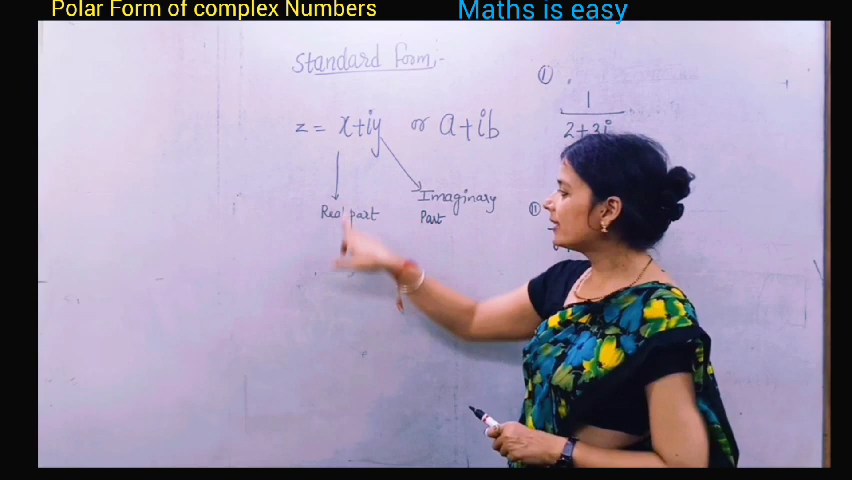 Polar Form of complex Numbers
Maths is easy
Standard form:-
z = x+iy or a+ib
Real part
Imaginary
Part
①
1
2+3i
⑪